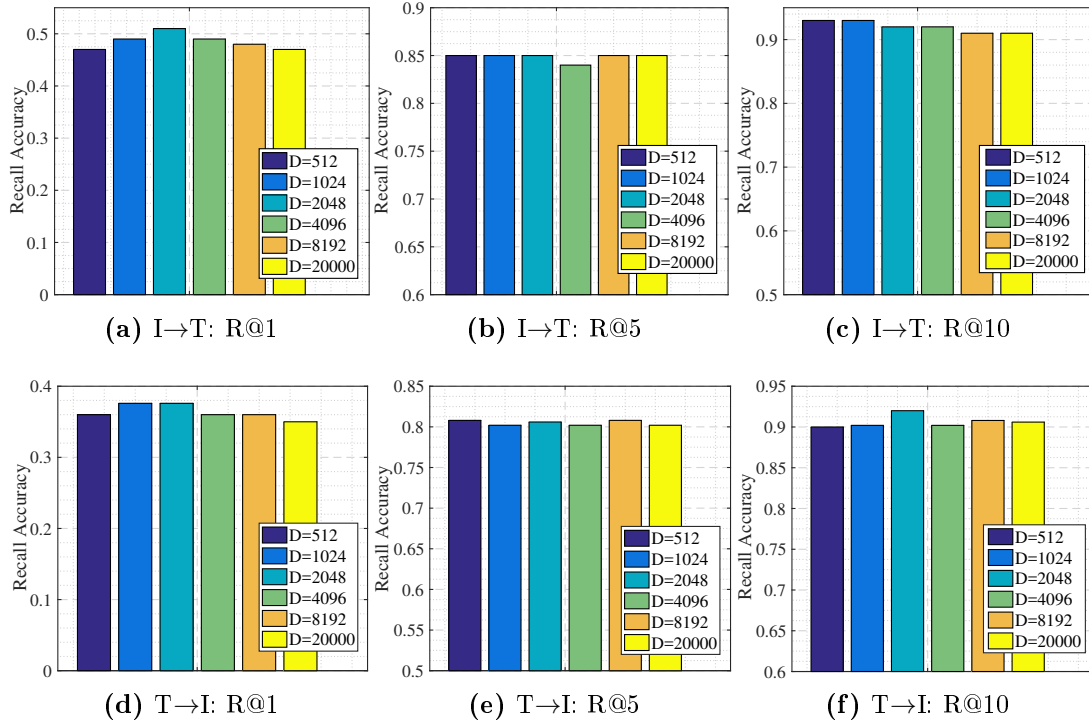 Recall Accuracy
0.5
0.4
0.3
0.2
0.1
0
D=512
D=1024
D=2048
D=4096
D=8192
D=20000
(a) I→T: R@1
Recall Accuracy
0.9
0.85
0.8
0.75
0.7
0.65
0.6
D=512
D=1024
D=2048
D=4096
D=8192
D=20000
(b) I→T: R@5
Recall Accuracy
0.9
0.8
0.7
0.6
0.5
D=512
D=1024
D=2048
D=4096
D=8192
D=20000
(c) I→T: R@10
Recall Accuracy
0.4
0.3
0.2
0.1
0
D=512
D=1024
D=2048
D=4096
D=8192
D=20000
(d) T→I: R@1
Recall Accuracy
0.85
0.8
0.75
0.7
0.65
0.6
0.55
0.5
D=512
D=1024
D=2048
D=4096
D=8192
D=20000
(e) T→I: R@5
Recall Accuracy
0.95
0.9
0.85
0.8
0.75
0.7
0.65
0.6
D=512
D=1024
D=2048
D=4096
D=8192
D=20000
(f) T→I: R@10